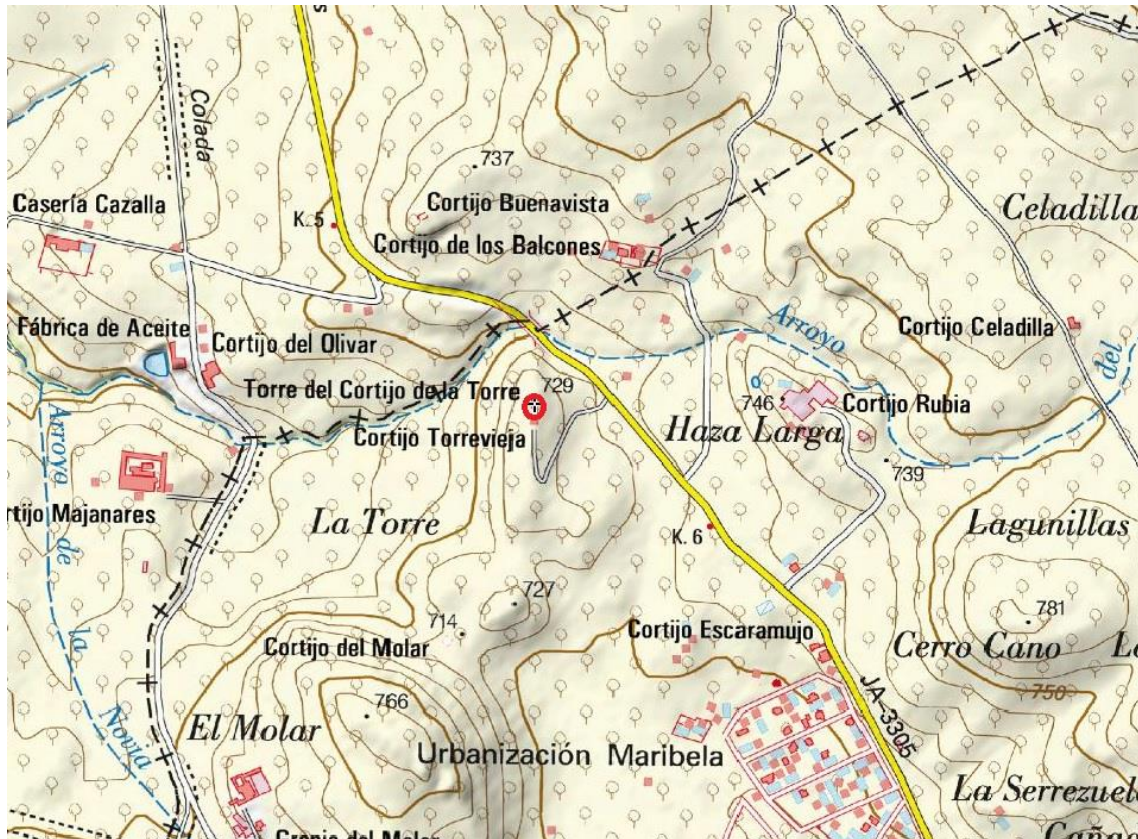 Colada
737
Casería Cazalla
Cortijo Buenavista
K. 5
Celadilla
Cortijo de los Balcones
Fábrica de Aceite
Cortijo del Olivar
Arroyo
Cortijo Celadilla
del
Torre del Cortijo de la Torre
729
746
Cortijo Rubia
Arroyo de la Novia
Cortijo Torrevieja
Haza Larga
739
rtijo Majanares
La Torre
K. 6
Lagunillas
727
781
714
Cortijo Escaramujo
Cortijo del Molar
Cerro Cano
750
766
JA-3305
El Molar
Urbanización Maribela
La Serrezuel